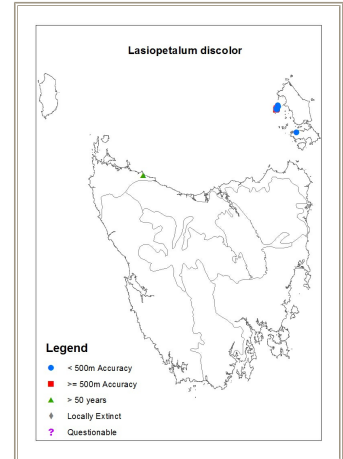 Lasiopetalum discolor
Legend
< 500m Accuracy
>= 500m Accuracy
> 50 years
Locally Extinct
? Questionable